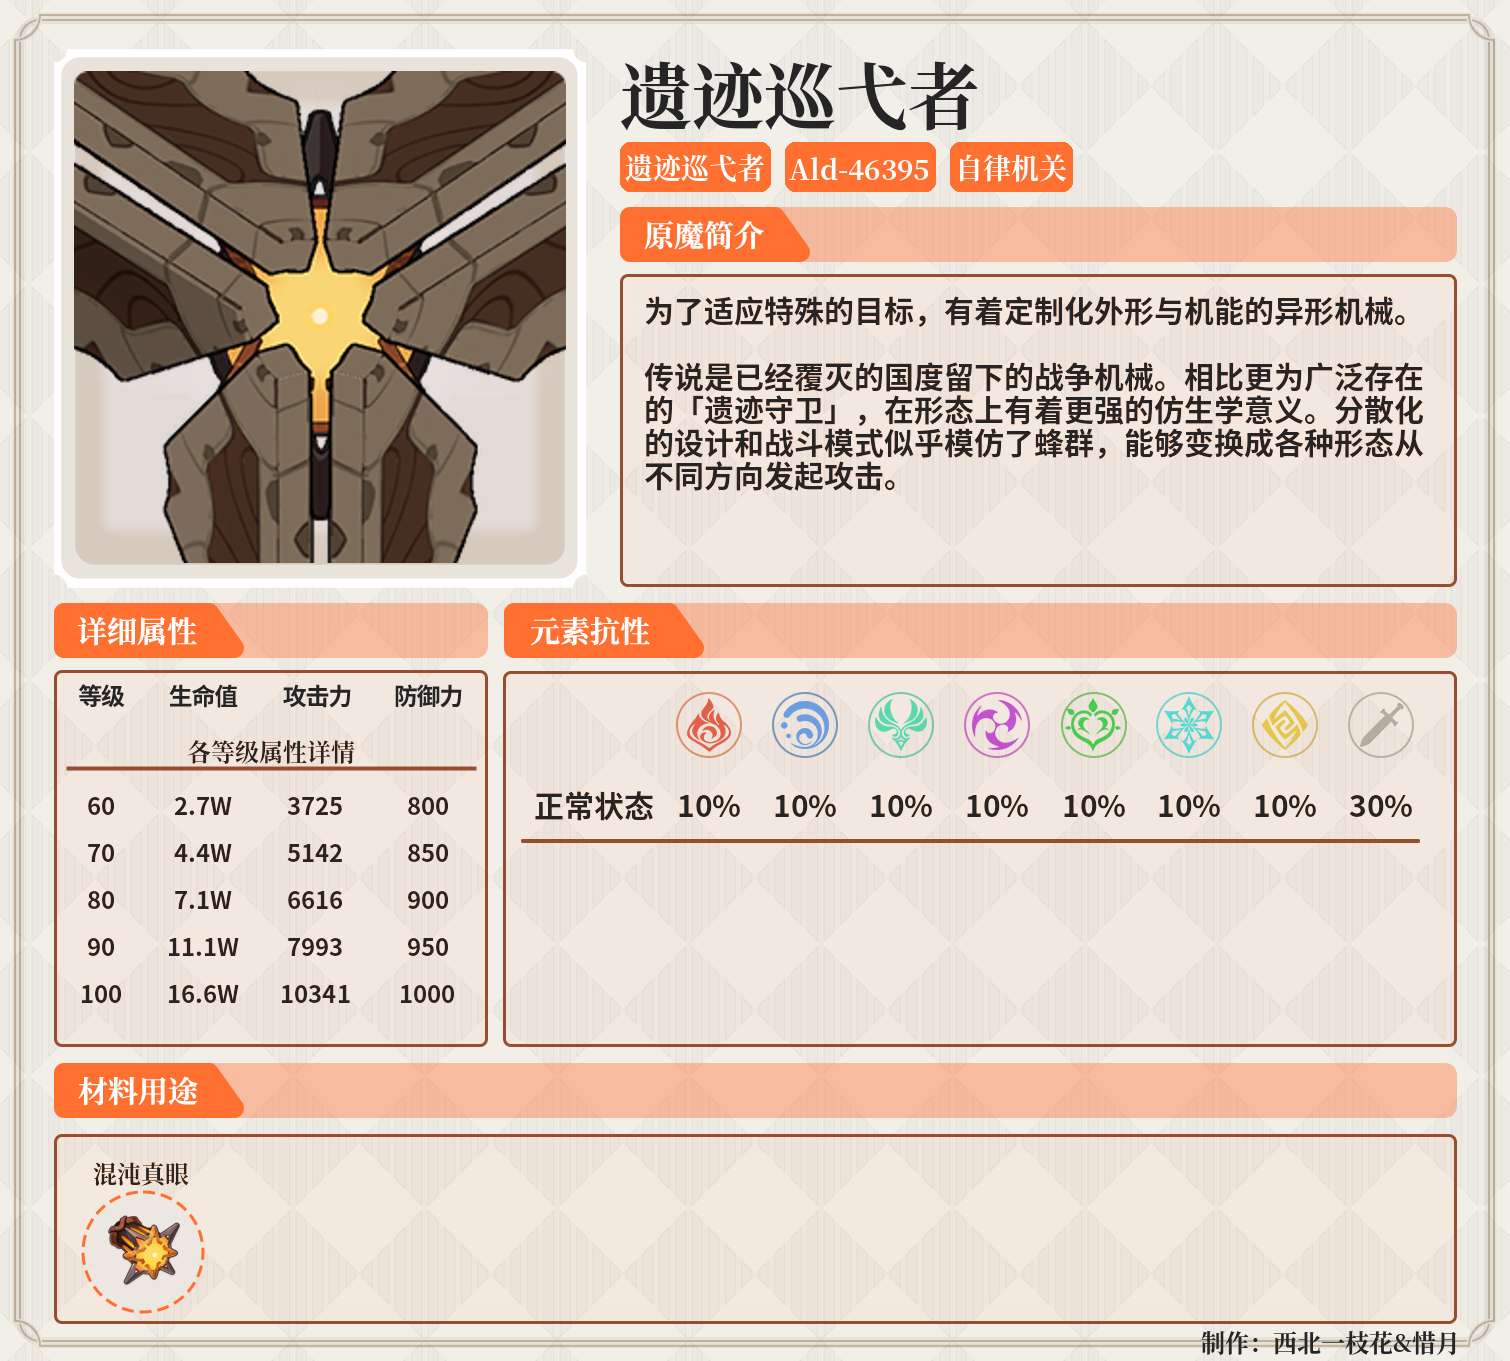 遗迹巡弋者
遗迹巡弋者 Ald-46395 自律机关
原魔简介
为了适应特殊的目标，有着定制化外形与机能的异形机械。
传说是已经覆灭的国度留下的战争机械。相比更为广泛存在
的「遗迹守卫」，在形态上有着更强的仿生学意义。分散化
的设计和战斗模式似乎模仿了蜂群，能够变换成各种形态从
不同方向发起攻击。
详细属性
等级 生命值 攻击力 防御力
各等级属性详情
60 2.7W 3725 800
70 4.4W 5142 850
80 7.1W 6616 900
90 11.1W 7993 950
100 16.6W 10341 1000
元素抗性
正常状态 10% 10% 10% 10% 10% 10% 10% 30%
材料用途
混沌真眼
制作：西北一枝花&惜月